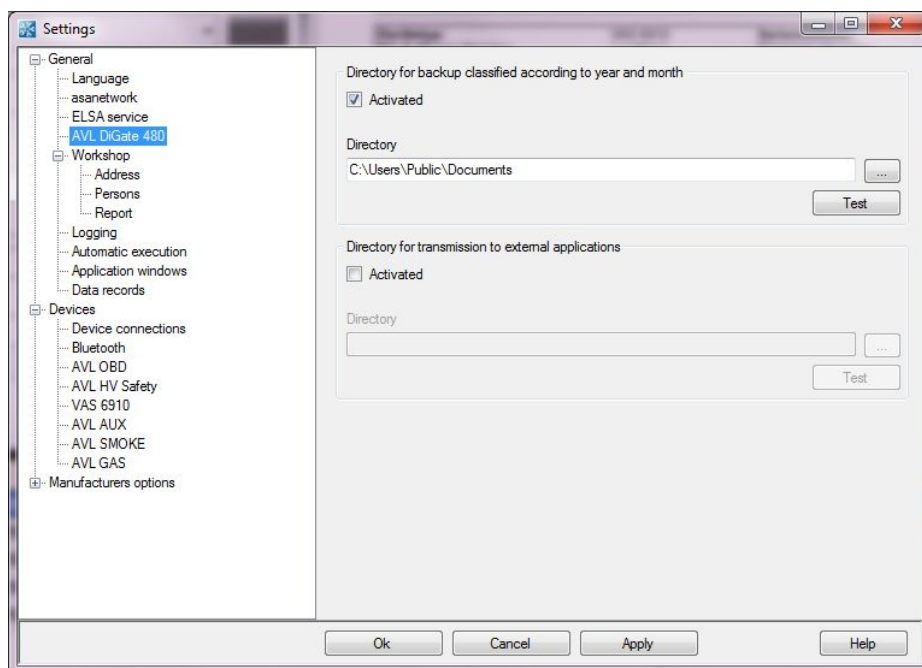 Settings
General
Language
asanetwork
ELSA service
AVL DiGate 480
Workshop
Address
Persons
Report
Logging
Automatic execution
Application windows
Data records
Devices
Device connections
Bluetooth
AVL OBD
AVL HV Safety
VAS 6910
AVL AUX
AVL SMOKE
AVL GAS
Manufacturers options
Directory for backup classified according to year and month
Activated
Directory
C:\Users\Public\Documents
...
Test
Directory for transmission to external applications
Activated
Directory
...
Test
Ok
Cancel
Apply
Help